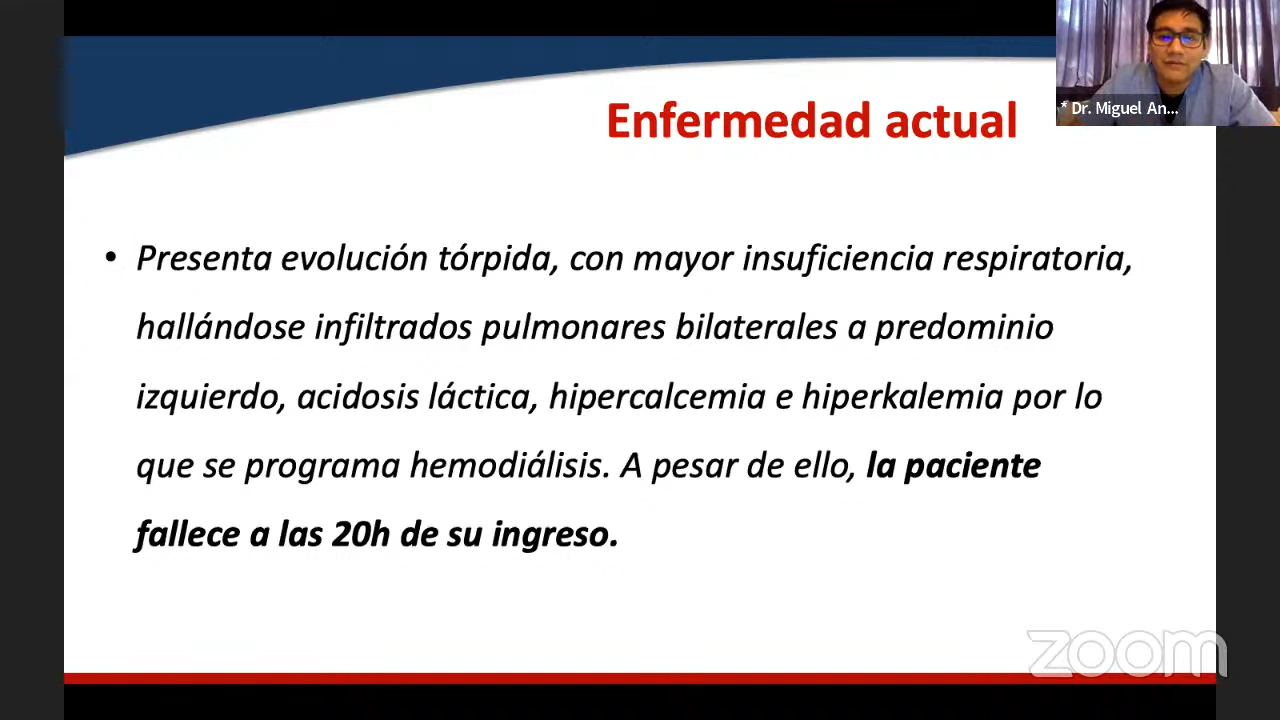 * Dr. Miguel An...
Enfermedad actual
• Presenta evolución tórpida, con mayor insuficiencia respiratoria,
hallándose infiltrados pulmonares bilaterales a predominio
izquierdo, acidosis láctica, hipercalcemia e hiperkalemia por lo
que se programa hemodiálisis. A pesar de ello, la paciente
fallece a las 20h de su ingreso.
zoom